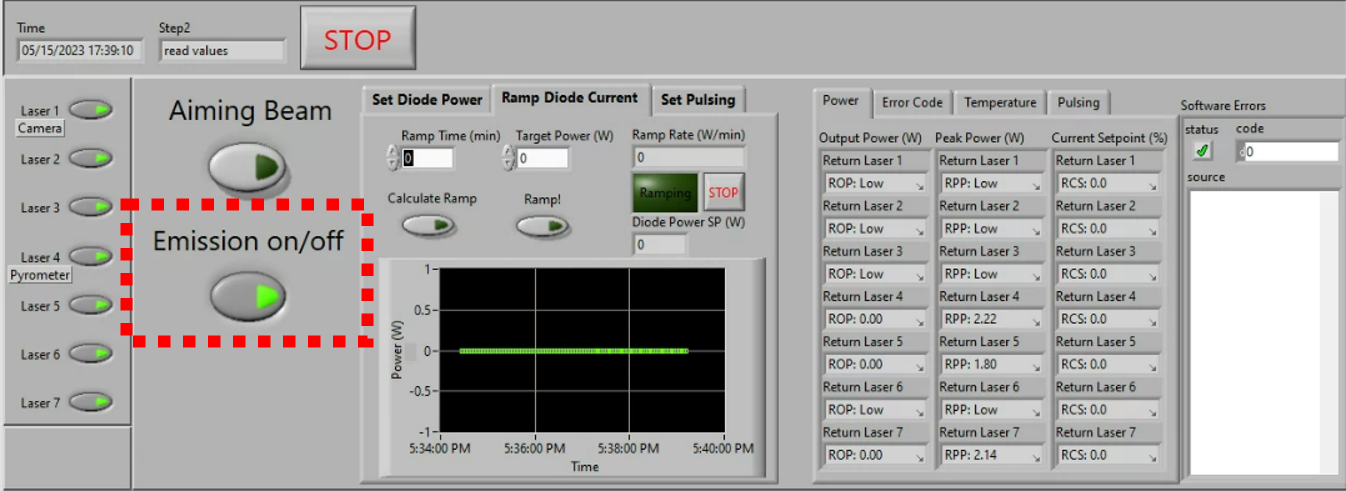 Time
Step2
05/15/2023 17:39:10
read values
STOP
Laser 1
Camera
Laser 2
Laser 3
Laser 4
Pyrometer
Laser 5
Laser 6
Laser 7
Aiming Beam
Emission on/off
Set Diode Power
Ramp Diode Current
Set Pulsing
Ramp Time (min)
Target Power (W)
Ramp Rate (W/min)
0
0
0
Calculate Ramp
Ramp!
Ramping
STOP
Diode Power SP (W)
0
Power (W)
1
0.5
0
-0.5
-1
5:34:00 PM
5:36:00 PM
5:38:00 PM
5:40:00 PM
Time
Power
Error Code
Temperature
Pulsing
Output Power (W)
Peak Power (W)
Current Setpoint (%)
Return Laser 1
Return Laser 1
Return Laser 1
ROP: Low
RPP: Low
RCS: 0.0
Return Laser 2
Return Laser 2
Return Laser 2
ROP: Low
RPP: Low
RCS: 0.0
Return Laser 3
Return Laser 3
Return Laser 3
ROP: Low
RPP: Low
RCS: 0.0
Return Laser 4
Return Laser 4
Return Laser 4
ROP: 0.00
RPP: 2.22
RCS: 0.0
Return Laser 5
Return Laser 5
Return Laser 5
ROP: 0.00
RPP: 1.80
RCS: 0.0
Return Laser 6
Return Laser 6
Return Laser 6
ROP: Low
RPP: Low
RCS: 0.0
Return Laser 7
Return Laser 7
Return Laser 7
ROP: 0.00
RPP: 2.14
RCS: 0.0
Software Errors
status
code
d0
source